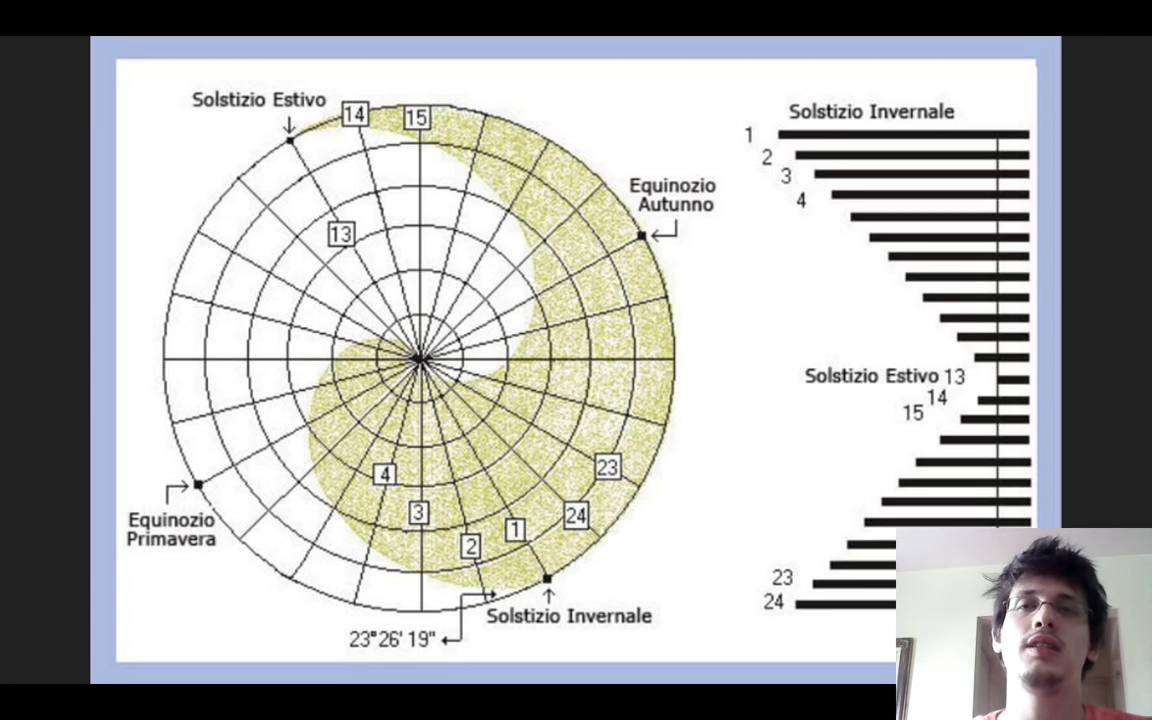 Solstizio Estivo
14
15
13
Equinozio
Autunno
23
24
4
3
2
1
Equinozio
Primavera
Solstizio Invernale
23° 26' 19"
Solstizio Invernale
1
2
3
4
Solstizio Estivo 13
14
15
23
24